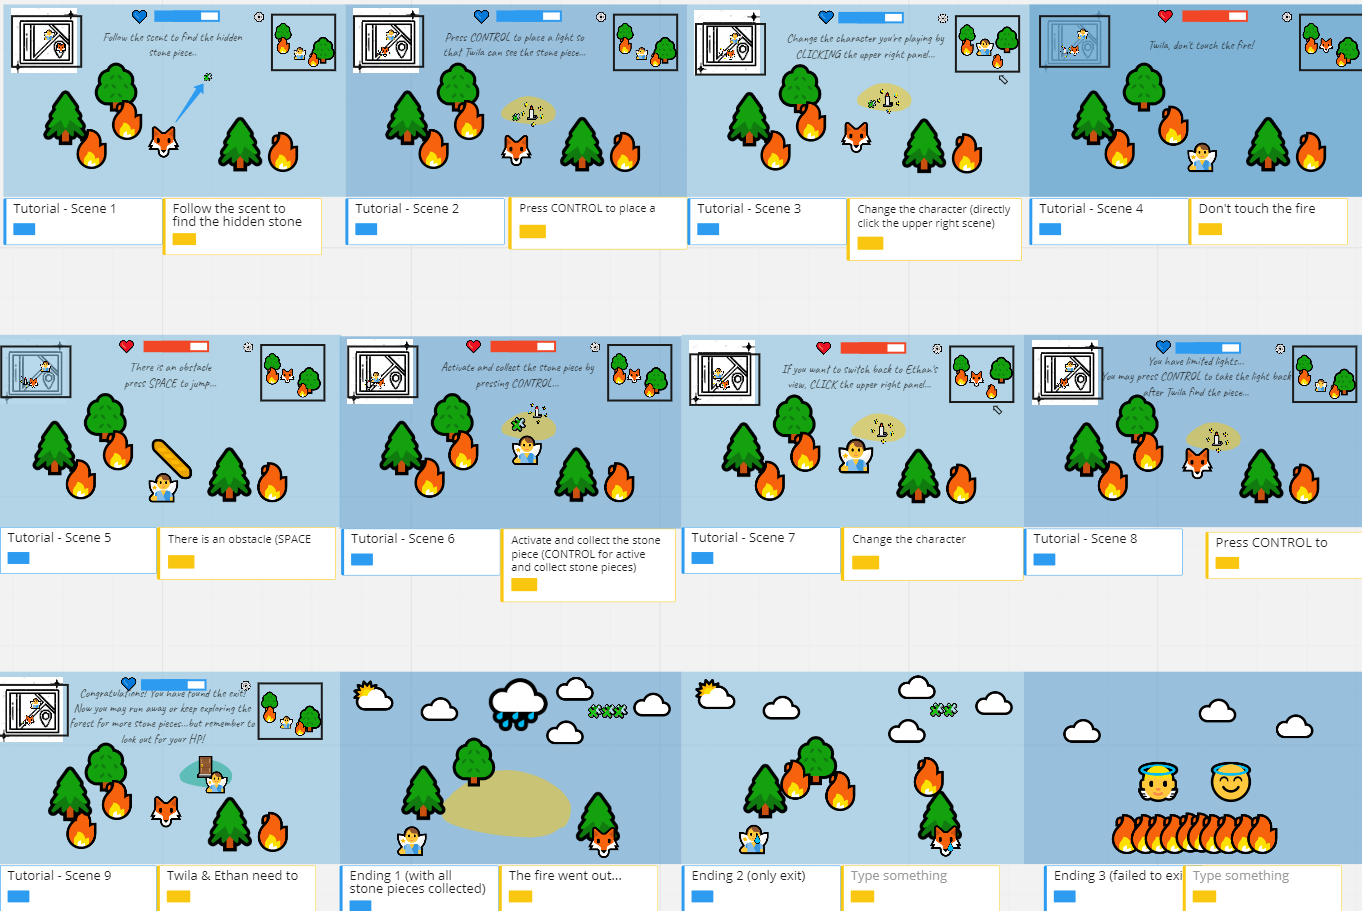 Follow the scent to find the hidden
stone piece..
Press CONTROL to place a light so
that Twila can see the stone piece...
Change the character you're playing by
CLICKING the upper right panel...
Twila, don't touch the fire!
Tutorial - Scene 1
Follow the scent to
find the hidden stone
Tutorial - Scene 2
Press CONTROL to place a
Tutorial - Scene 3
Change the character (directly
click the upper right scene)
Tutorial - Scene 4
Don't touch the fire
There is an obstacle
press SPACE to jump...
Activate and collect the stone piece by
pressing CONTROL...
If you want to switch back to Ethan's
view, CLICK the upper right panel...
You have limited lights...
You may press CONTROL to take the light back
after Twila find the piece...
Tutorial - Scene 5
There is an obstacle (SPACE
Tutorial - Scene 6
Activate and collect the stone
piece (CONTROL for active
and collect stone pieces)
Tutorial - Scene 7
Change the character
Tutorial - Scene 8
Press CONTROL to
Congratulations! You have found the exit!
Now you may run away or keep exploring the
forest for more stone pieces...but remember to
look out for your HP!
Tutorial - Scene 9
Twila & Ethan need to
Ending 1 (with all
stone pieces collected)
The fire went out...
Ending 2 (only exit)
Type something
Ending 3 (failed to exi
Type something